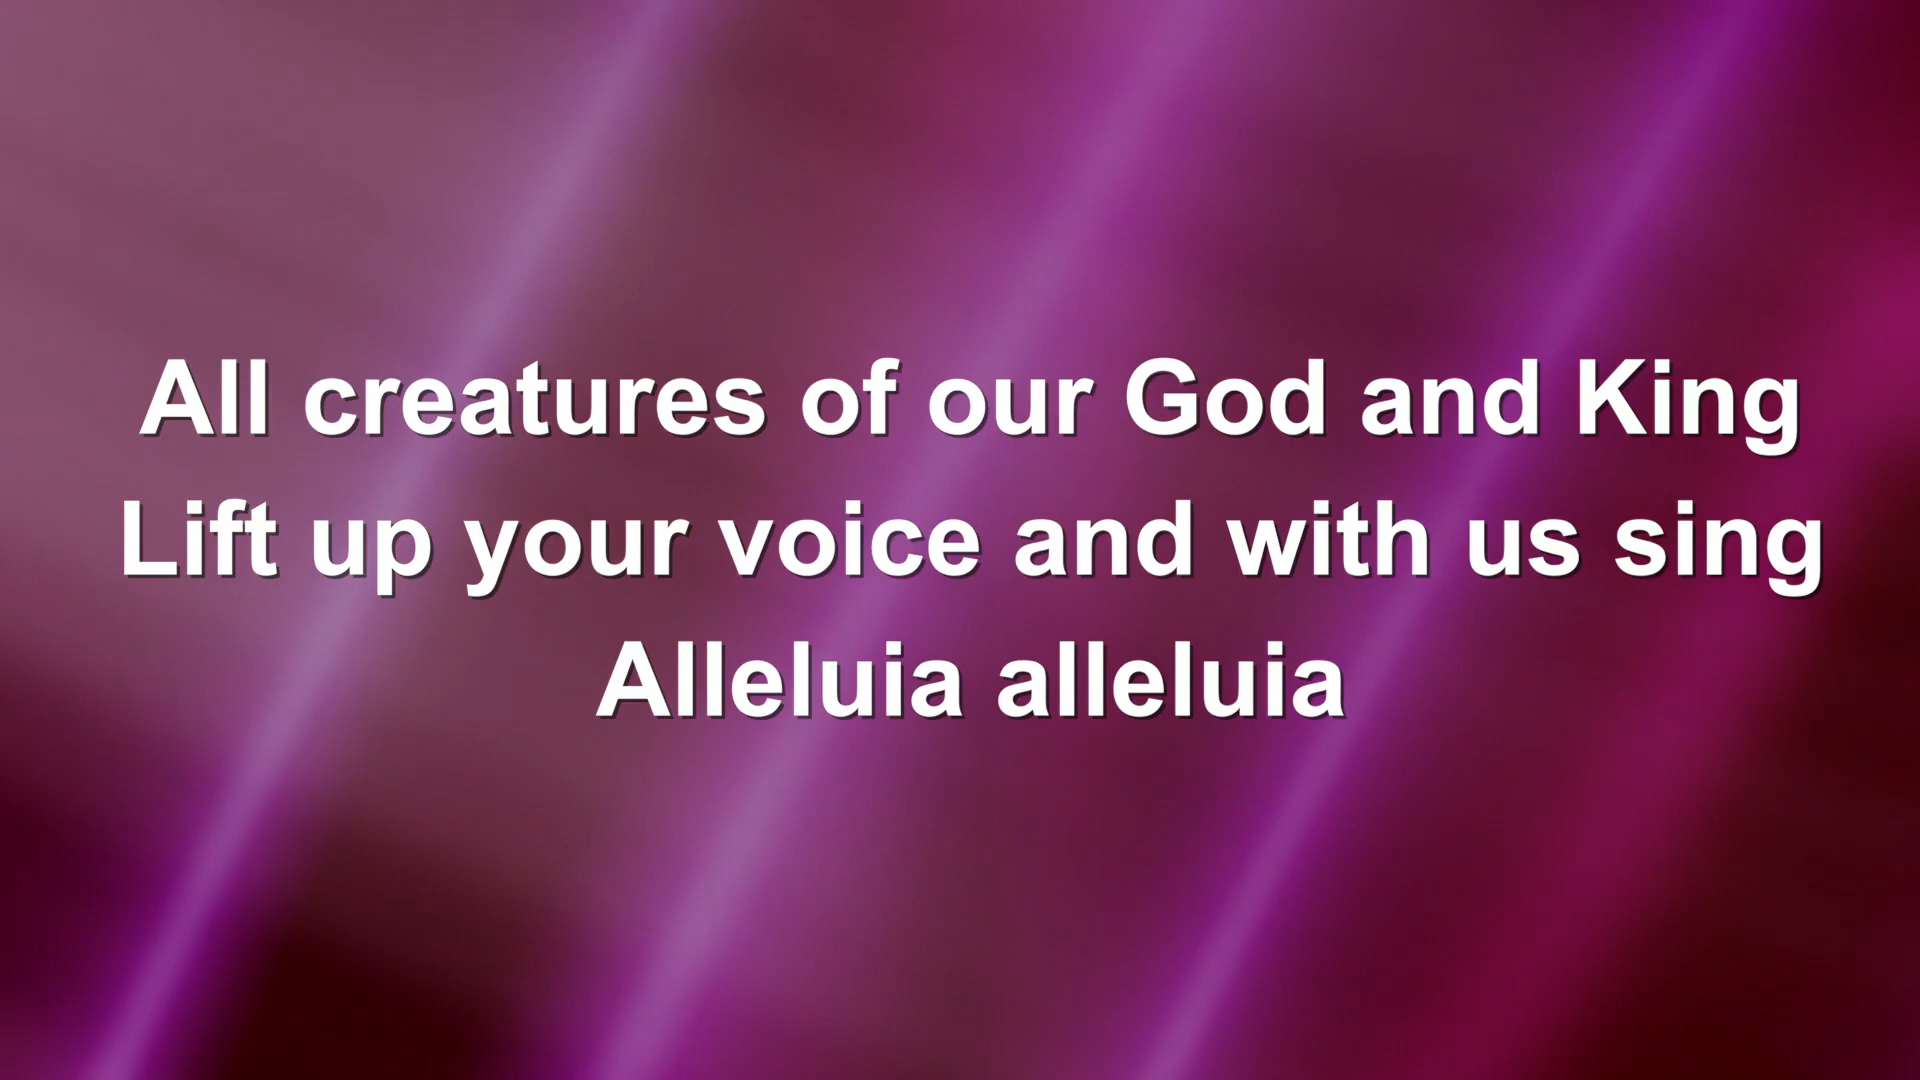 All creatures of our God and King
Lift up your voice and with us sing
Alleluia alleluia